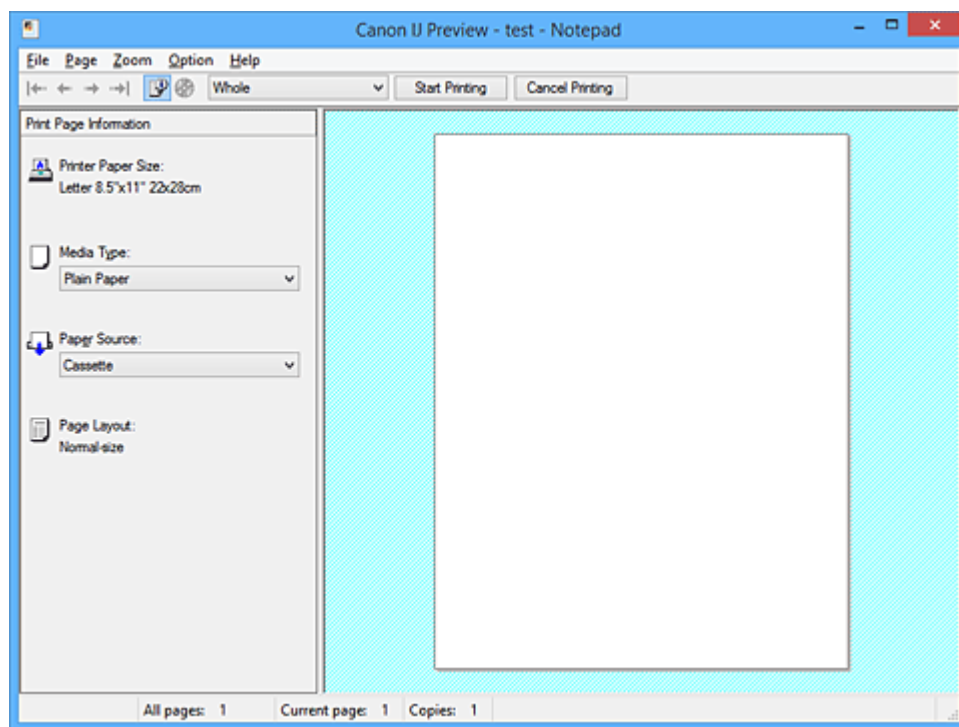 Canon IJ Preview - test - Notepad
File Page Zoom Option Help
Whole Start Printing Cancel Printing
Print Page Information
Printer Paper Size:
Letter 8.5"x11" 22x28cm
Media Type:
Plain Paper
Paper Source:
Cassette
Page Layout:
Normal-size
All pages: 1 Current page: 1 Copies: 1